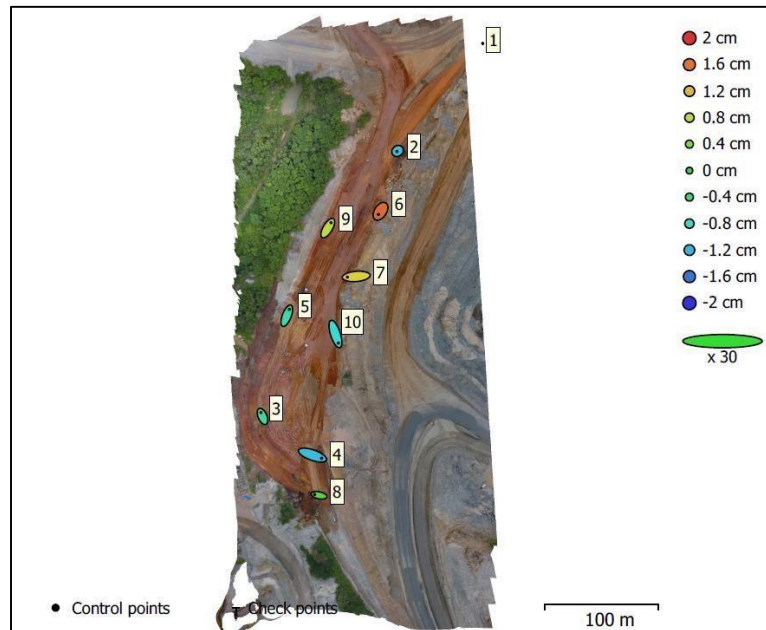 1
2
6
9
7
5
10
3
4
8
2 cm
1.6 cm
1.2 cm
0.8 cm
0.4 cm
0 cm
-0.4 cm
-0.8 cm
-1.2 cm
-1.6 cm
-2 cm
x 30
Control points
Check points
100 m